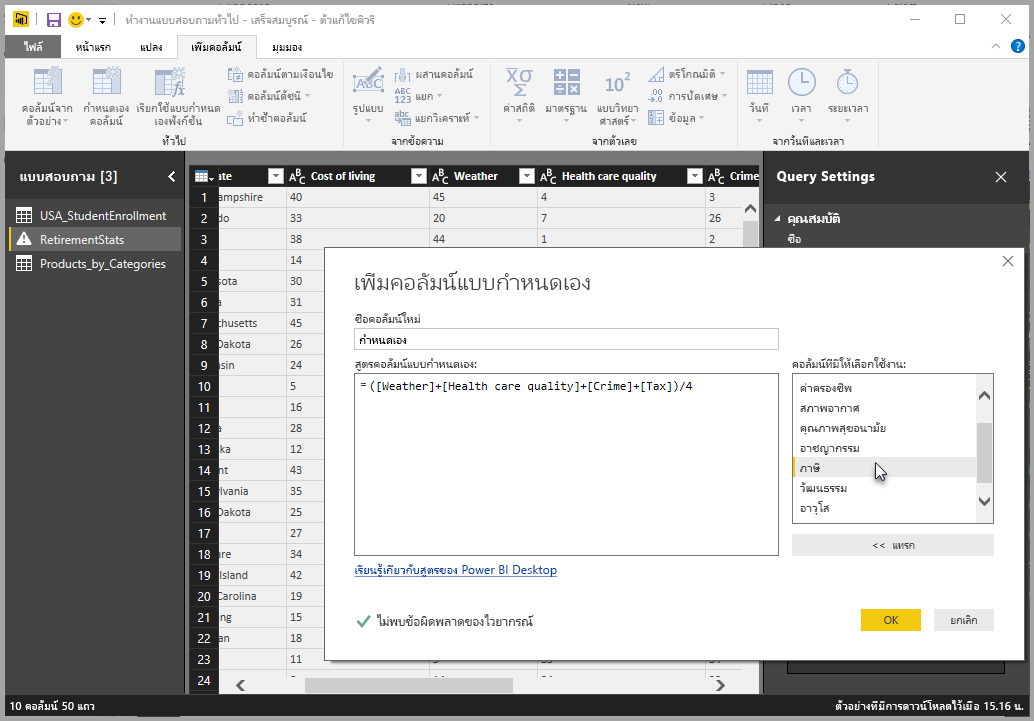 ทำงานแบบสอบถามทั่วไป - เสร็จสมบูรณ์ - ตัวแก้ไขคิวรี
ไฟล์ หน้าแรก แปลง เพิ่มคอลัมน์ มุมมอง
คอลัมน์จาก ตัวอย่าง
กำหนดเอง คอลัมน์
เรียกใช้แบบกำหนด เองฟังก์ชัน
คอลัมน์ตามเงื่อนไข
คอลัมน์ดัชนี
ทำซ้ำคอลัมน์
ทั่วไป
รูปแบบ
ผสานคอลัมน์
แยก
แยกวิเคราะห์
จากข้อความ
ค่าสถิติ
มาตรฐาน
แบบวิทยา ศาสตร์
ตรีโกณมิติ
การปัดเศษ
ข้อมูล
จากตัวเลข
วันที่
เวลา
ระยะเวลา
จากวันที่และเวลา
แบบสอบถาม [3]
USA_StudentEnrollment
RetirementStats
Products_by_Categories
ate Cost of living Weather Health care quality Crime
1 ampshire 40 45 4 3
2 do 33 20 7 26
3 38 44 1 2
4 14
5 sota 30
6 a 31
7 chusetts 45
8 Dakota 26
9 nsin 24
10 5
11 16
12 a 28
13 ka 12
14 nt 43
15 lvania 35
16 Dakota 25
17 27
18 are 34
19 Island 42
20 Carolina 19
21 ng 15
22 an 18
23 11
24
Query Settings
คุณสมบัติ
ชื่อ
เพิ่มคอลัมน์แบบกำหนดเอง
ชื่อคอลัมน์ใหม่
กำหนดเอง
สูตรคอลัมน์แบบกำหนดเอง:
= ([Weather]+[Health care quality]+[Crime]+[Tax])/4
คอลัมน์ที่มีให้เลือกใช้งาน:
ค่าครองชีพ
สภาพอากาศ
คุณภาพสุขอนามัย
อาชญากรรม
ภาษี
วัฒนธรรม
อาวุโส
<< แทรก
เรียนรู้เกี่ยวกับสูตรของ Power BI Desktop
ไม่พบข้อผิดพลาดของไวยากรณ์
OK
ยกเลิก
10 คอลัมน์ 50 แถว
ตัวอย่างที่มีการดาวน์โหลดไว้เมื่อ 15.16 น.